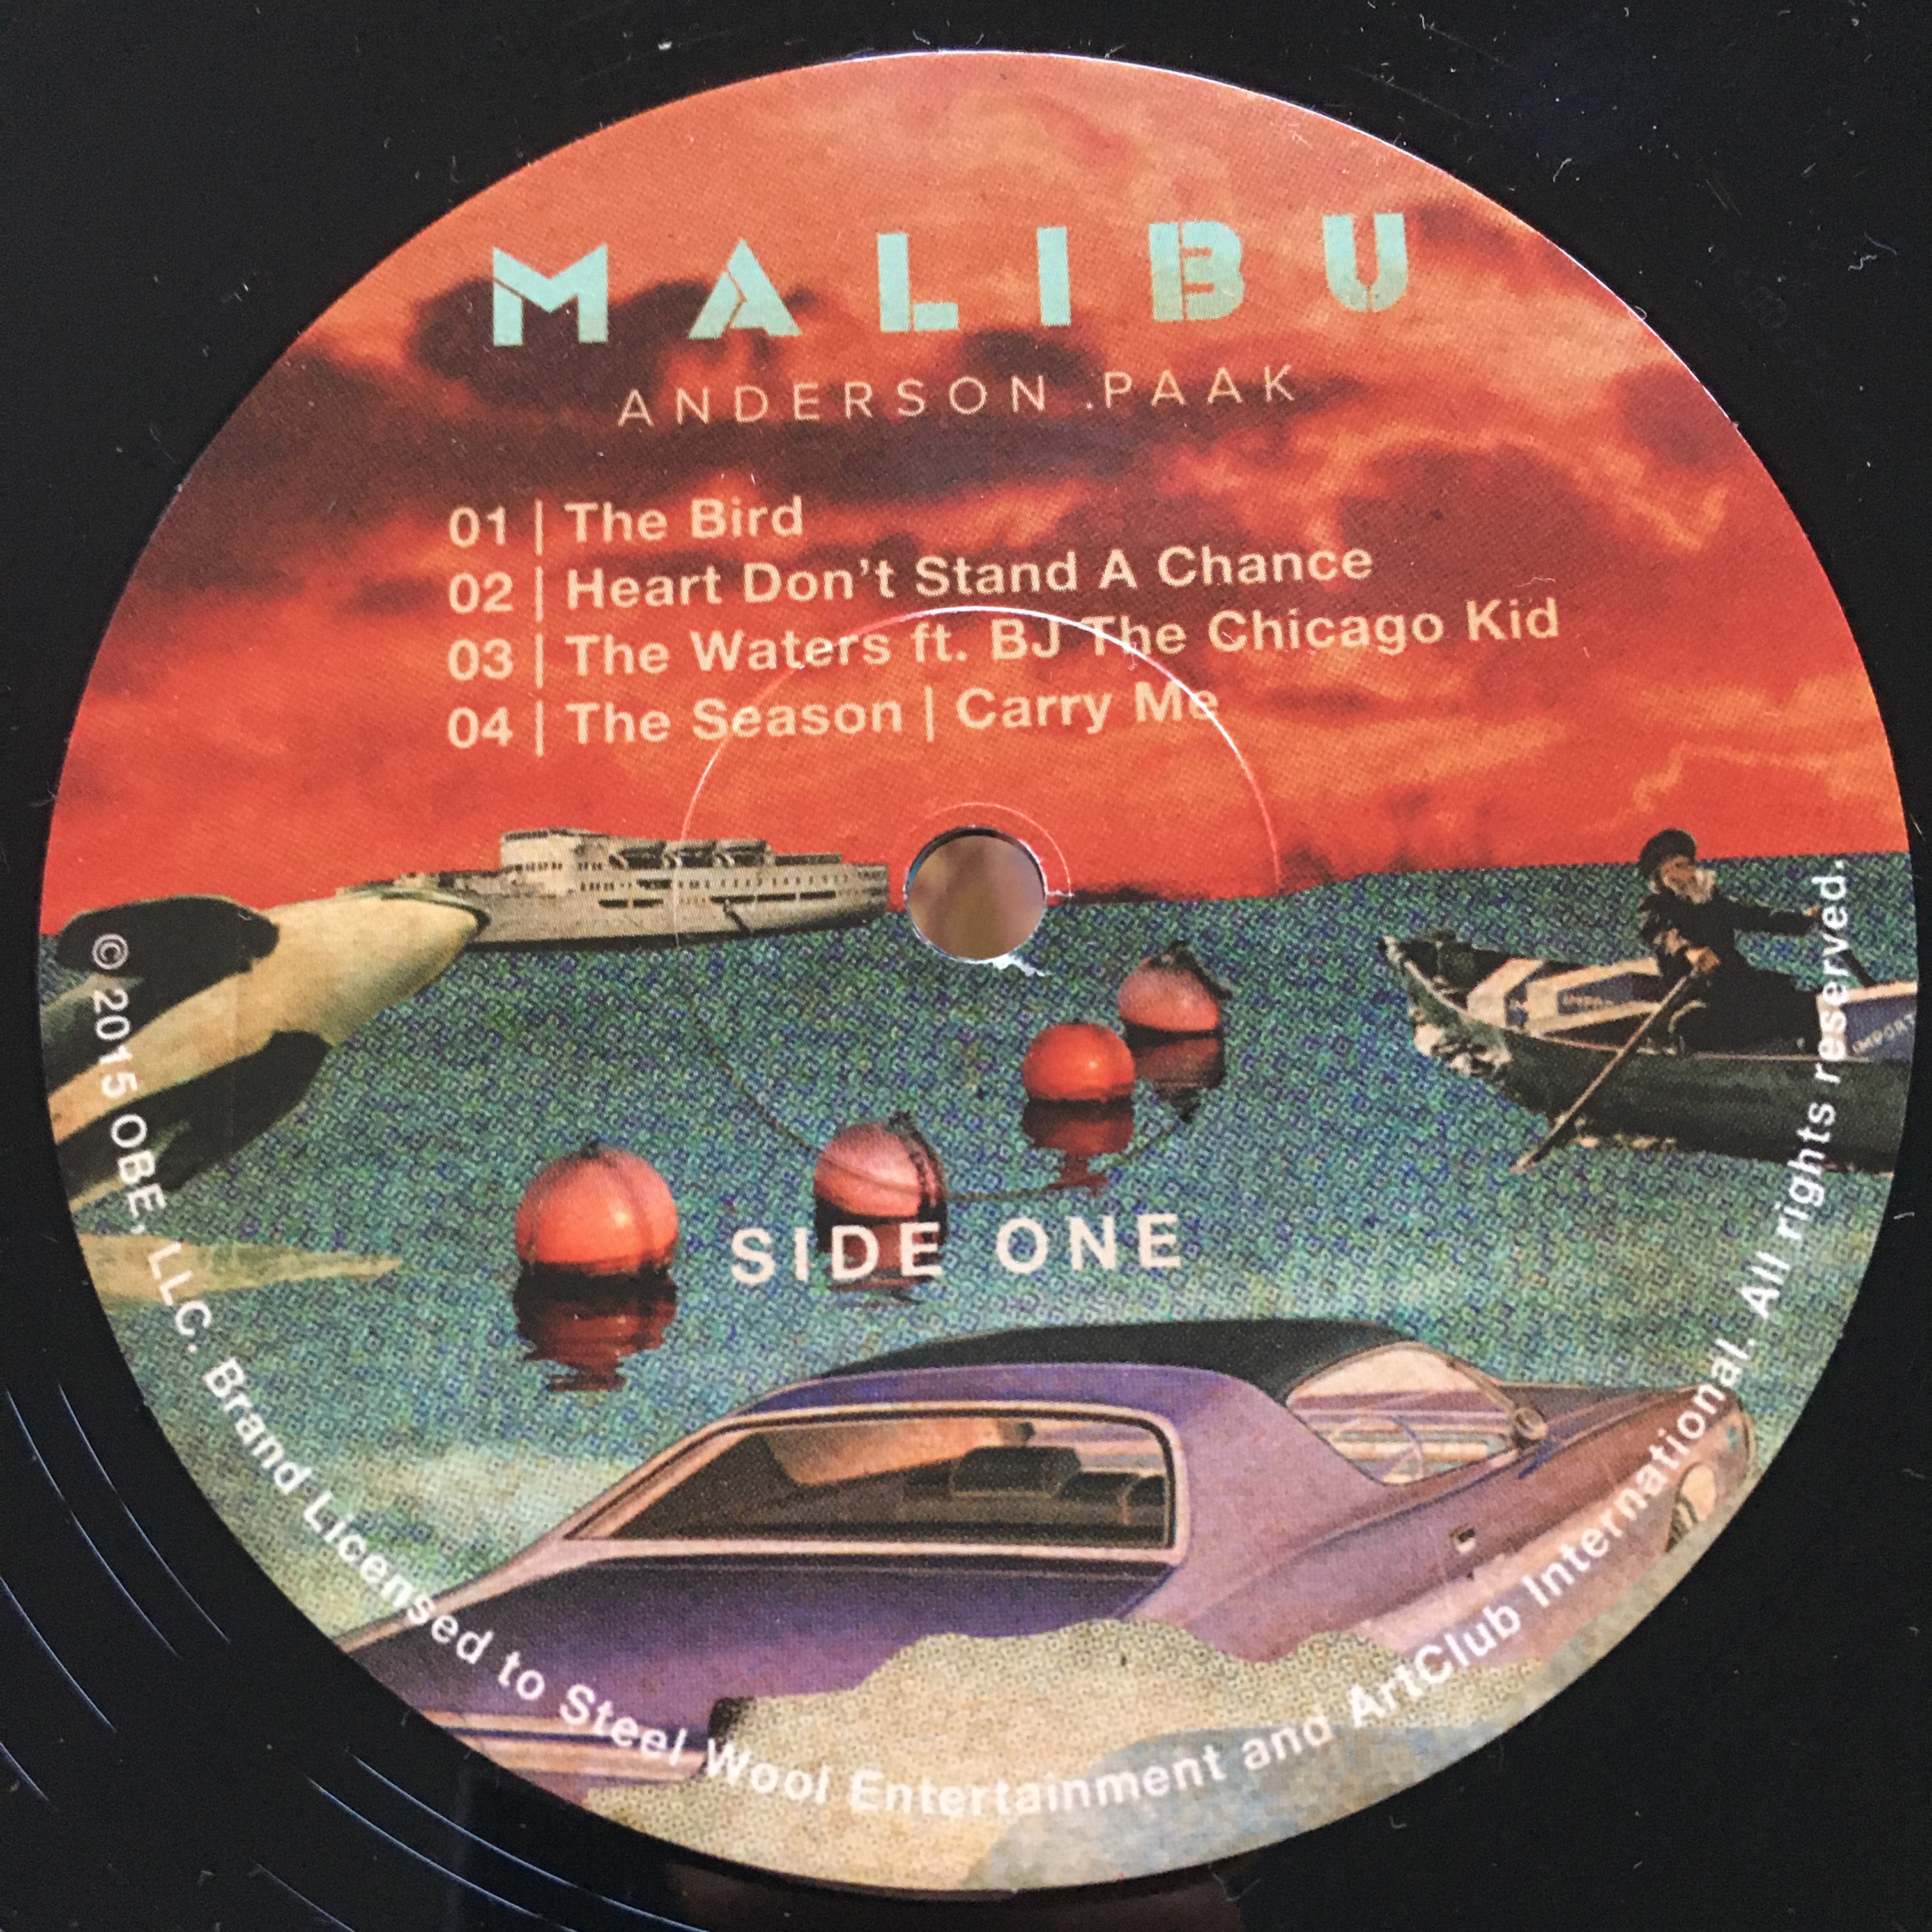 MALIBU
ANDERSON .PAAK
01 | The Bird
02 | Heart Don't Stand A Chance
03 | The Waters ft. BJ The Chicago Kid
04 | The Season | Carry Me
SIDE ONE
© 2015 OBE, LLC. Brand Licensed to Steel Wool Entertainment and ArtClub International. All rights reserved.